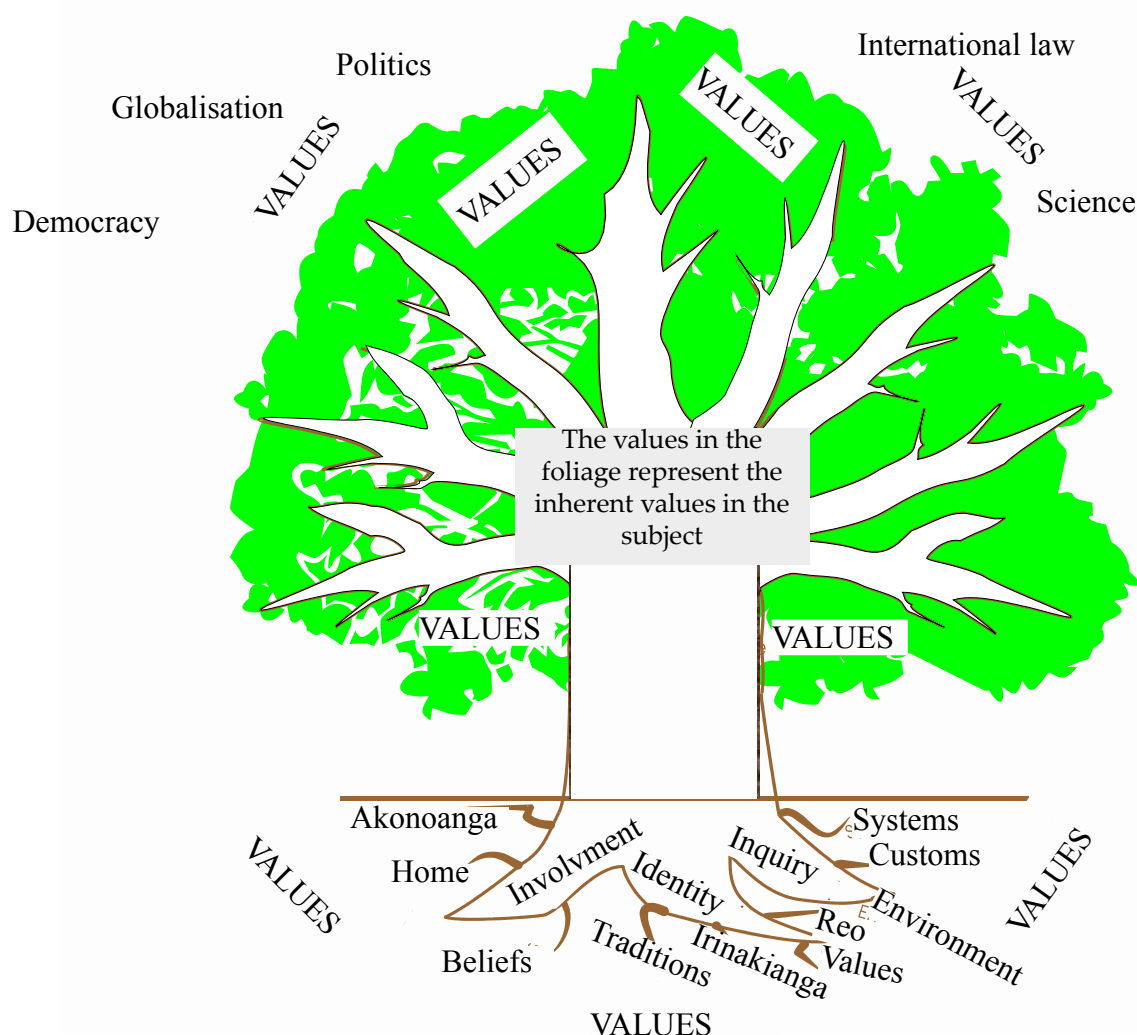 International law
Politics
Globalisation
VALUES
VALUES
VALUES
VALUES
Democracy
Science
The values in the
foliage represent the
inherent values in the
subject
VALUES
VALUES
Akonoanga
Systems
Home
Involvment
Identity
Inquiry
Customs
VALUES
VALUES
Beliefs
Traditions
Irinakianga
Reo
Values
Environment
VALUES